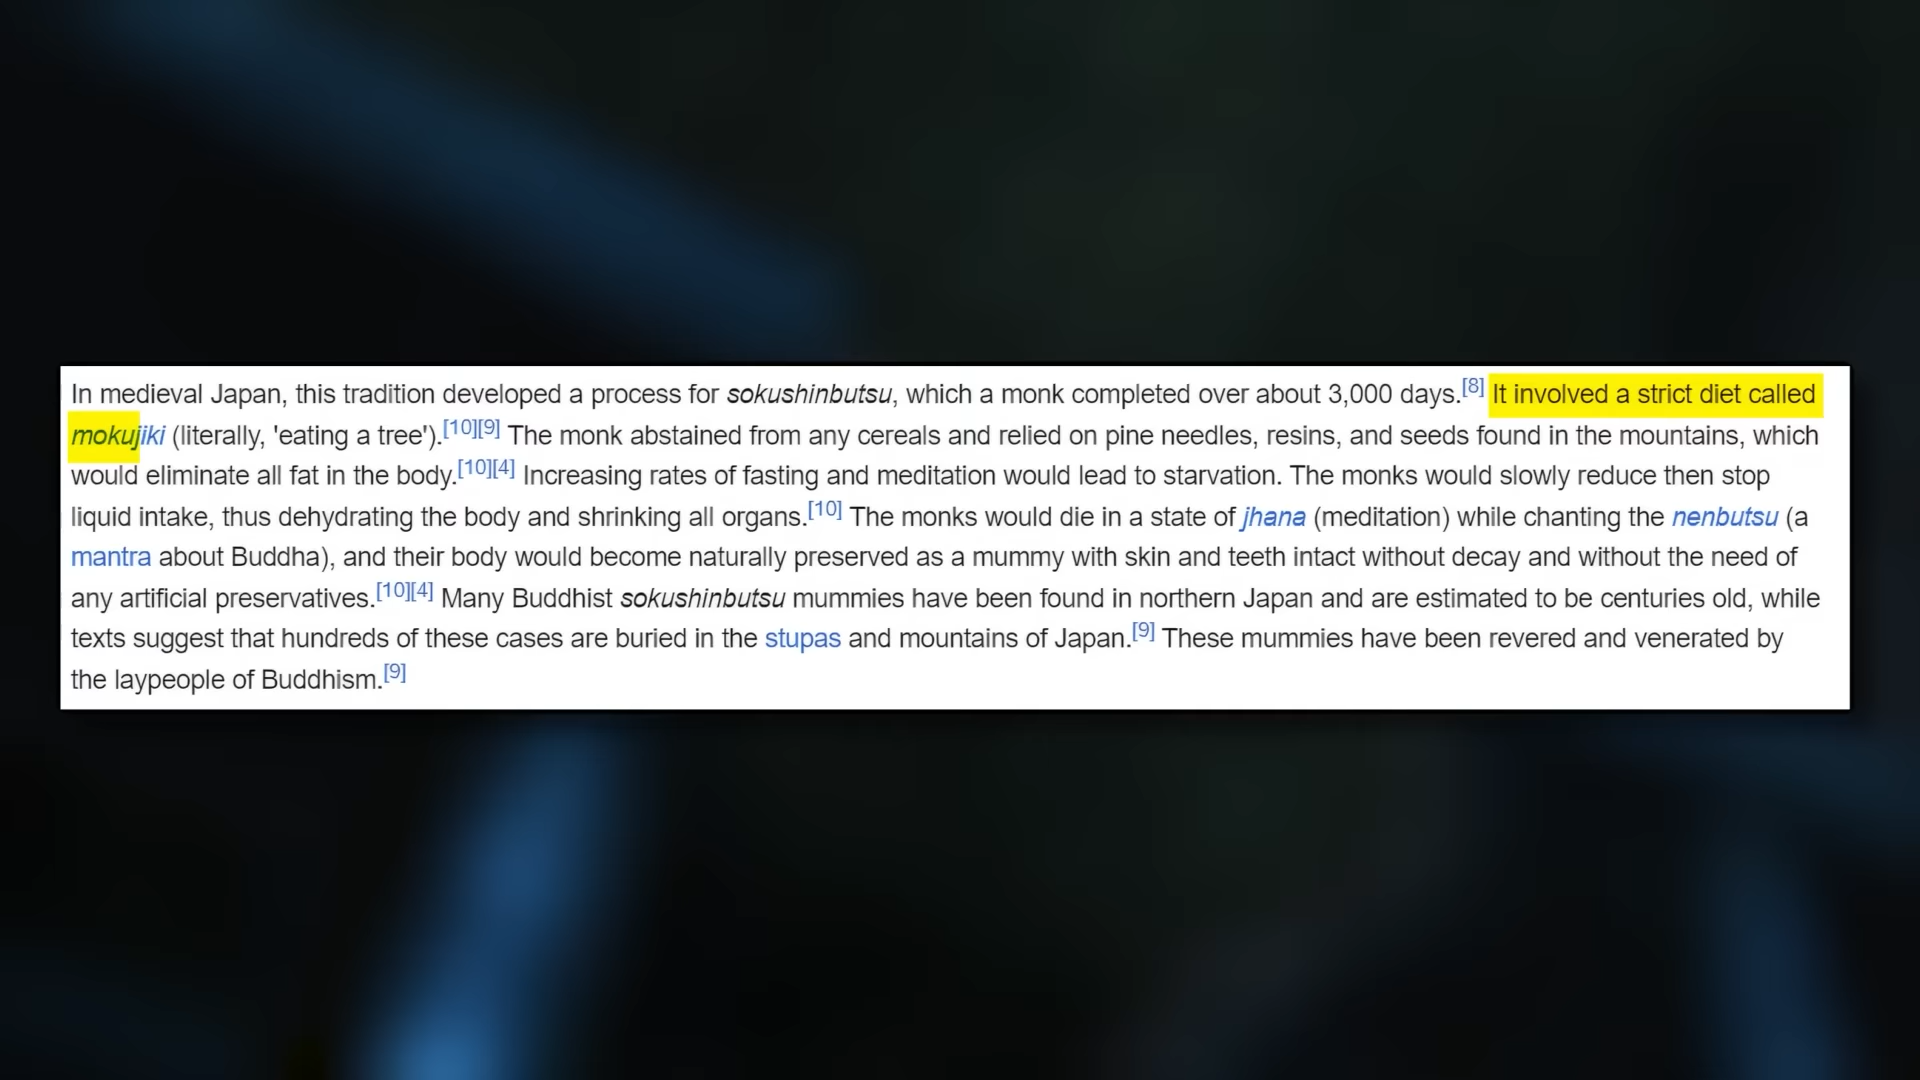 In medieval Japan, this tradition developed a process for sokushinbutsu, which a monk completed over about 3,000 days.[8] It involved a strict diet called
mokujiki (literally, 'eating a tree').[10][9] The monk abstained from any cereals and relied on pine needles, resins, and seeds found in the mountains, which
would eliminate all fat in the body.[10][4] Increasing rates of fasting and meditation would lead to starvation. The monks would slowly reduce then stop
liquid intake, thus dehydrating the body and shrinking all organs.[10] The monks would die in a state of jhana (meditation) while chanting the nenbutsu (a
mantra about Buddha), and their body would become naturally preserved as a mummy with skin and teeth intact without decay and without the need of
any artificial preservatives.[10][4] Many Buddhist sokushinbutsu mummies have been found in northern Japan and are estimated to be centuries old, while
texts suggest that hundreds of these cases are buried in the stupas and mountains of Japan.[9] These mummies have been revered and venerated by
the laypeople of Buddhism.[9]